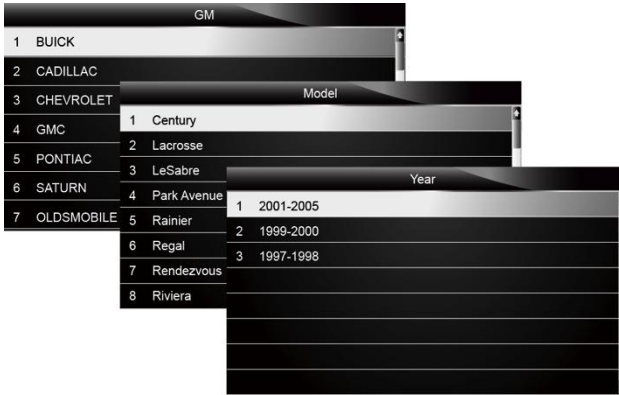 GM
1 BUICK
2 CADILLAC
3 CHEVROLET
4 GMC
5 PONTIAC
6 SATURN
7 OLDSMOBILE
Model
1 Century
2 Lacrosse
3 LeSabre
4 Park Avenue
5 Rainier
6 Regal
7 Rendezvous
8 Riviera
Year
1 2001-2005
2 1999-2000
3 1997-1998